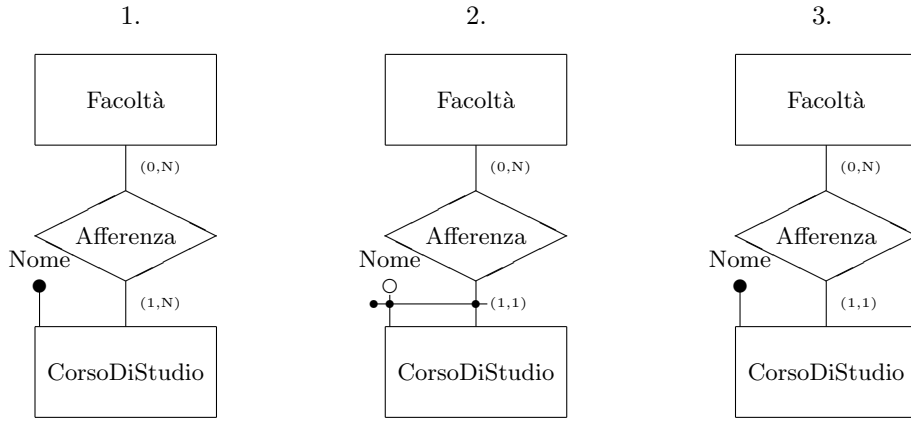 1.
Facoltà
(0,N)
Afferenza
Nome
(1,N)
CorsoDiStudio
2.
Facoltà
(0,N)
Afferenza
Nome
(1,1)
CorsoDiStudio
3.
Facoltà
(0,N)
Afferenza
Nome
(1,1)
CorsoDiStudio